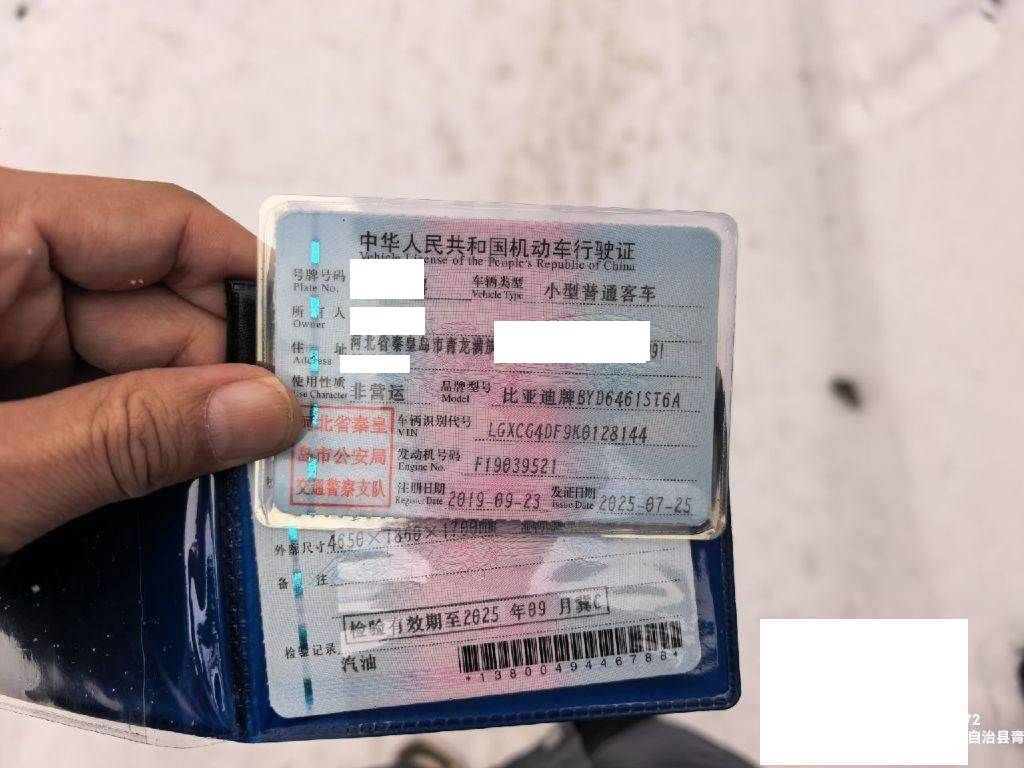 中华人民共和国机动车行驶证
Vehicle License of the People's Republic of China
号牌号码
Plate No.
车辆类型 小型普通客车
Vehicle Type
所有人
Owner
住址 河北省秦皇岛市青龙满
Address
使用性质 非营运
Use Character
品牌型号 比亚迪牌BYD6461ST6A
Model
河北省秦皇
岛市公安局
交通警察支队
车辆识别代号 LGXCG4DF9K0128144
VIN
发动机号码 F19039521
Engine No.
注册日期 2019-09-23
Register Date
发证日期 2025-07-25
Issue Date
外廓尺寸 4650×1860×1700mm
备注
检验有效期至2025 年09 月冀C
检验记录
汽油
*1380049446788*
自治县青